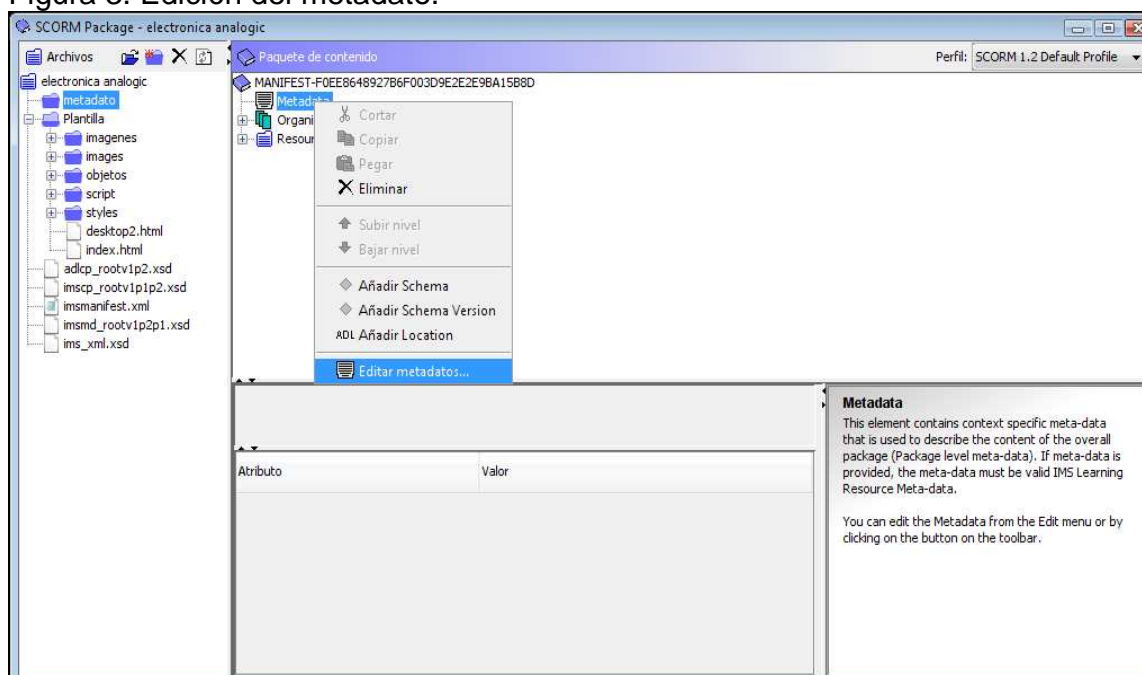 Figura 8. Edición del metadato.
SCORM Package - electronica analogic
Archivos
Paquete de contenido
Perfil: SCORM 1.2 Default Profile
electronica analogic
metadato
Plantilla
imagenes
images
objetos
script
styles
desktop2.html
index.html
adlcp_rootv1p2.xsd
imscp_rootv1p1p2.xsd
imsmanifest.xml
imsmd_rootv1p2p1.xsd
ims_xml.xsd
MANIFEST-F0EE8648927B6F003D9E2E2E9BA15B8D
Metadata
Organi
Resour
Cortar
Copiar
Pegar
Eliminar
Subir nivel
Bajar nivel
Añadir Schema
Añadir Schema Version
ADL Añadir Location
Editar metadatos...
Atributo Valor
Metadata
This element contains context specific meta-data
that is used to describe the content of the overall
package (Package level meta-data). If meta-data is
provided, the meta-data must be valid IMS Learning
Resource Meta-data.
You can edit the Metadata from the Edit menu or by
clicking on the button on the toolbar.